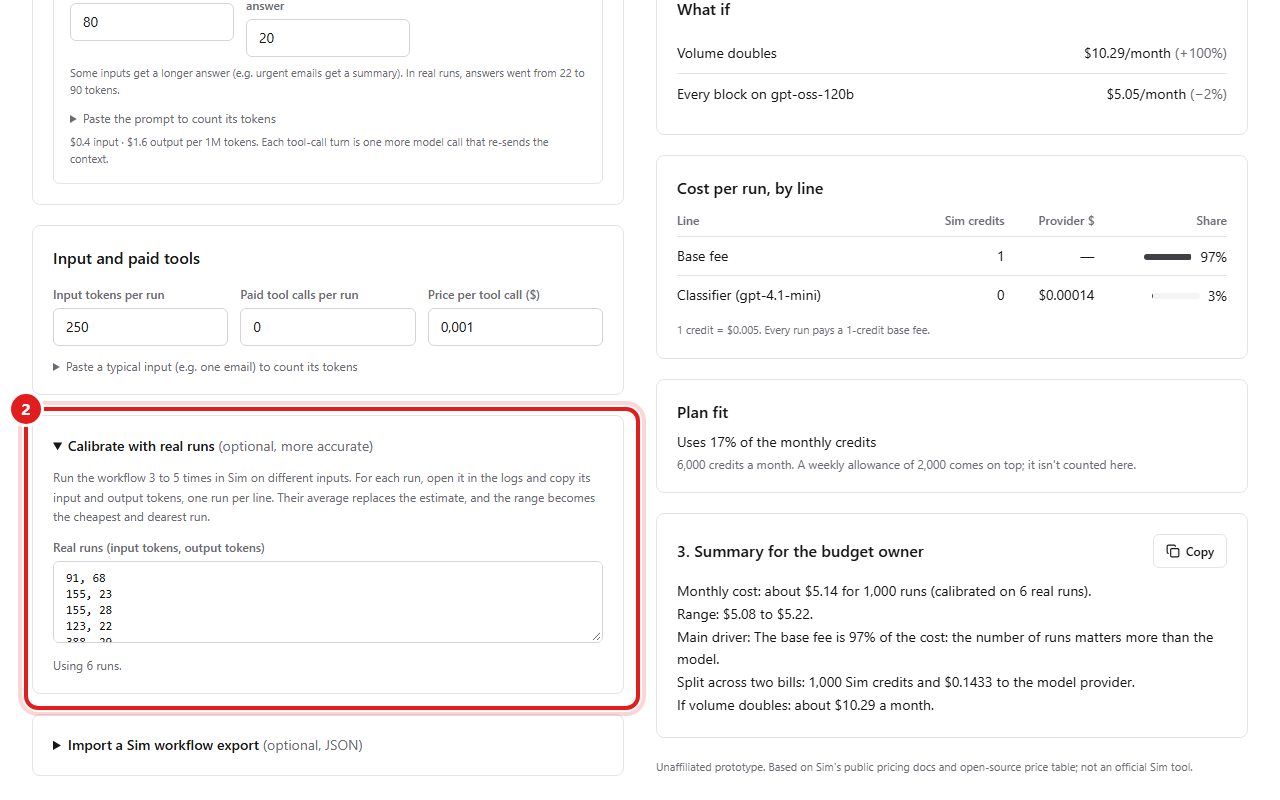 answer
80
20
Some inputs get a longer answer (e.g. urgent emails get a summary). In real runs, answers went from 22 to
90 tokens.
▶ Paste the prompt to count its tokens
$0.4 input · $1.6 output per 1M tokens. Each tool-call turn is one more model call that re-sends the
context.
Input and paid tools
Input tokens per run
Paid tool calls per run
Price per tool call ($)
250
0
0,001
▶ Paste a typical input (e.g. one email) to count its tokens
2
▼ Calibrate with real runs (optional, more accurate)
Run the workflow 3 to 5 times in Sim on different inputs. For each run, open it in the logs and copy its
input and output tokens, one run per line. Their average replaces the estimate, and the range becomes
the cheapest and dearest run.
Real runs (input tokens, output tokens)
91, 68
155, 23
155, 28
123, 22
Using 6 runs.
▶ Import a Sim workflow export (optional, JSON)
What if
Volume doubles $10.29/month (+100%)
Every block on gpt-oss-120b $5.05/month (−2%)
Cost per run, by line
Line Sim credits Provider $ Share
Base fee 1 — 97%
Classifier (gpt-4.1-mini) 0 $0.00014 3%
1 credit = $0.005. Every run pays a 1-credit base fee.
Plan fit
Uses 17% of the monthly credits
6,000 credits a month. A weekly allowance of 2,000 comes on top; it isn't counted here.
3. Summary for the budget owner
Copy
Monthly cost: about $5.14 for 1,000 runs (calibrated on 6 real runs).
Range: $5.08 to $5.22.
Main driver: The base fee is 97% of the cost: the number of runs matters more than the
model.
Split across two bills: 1,000 Sim credits and $0.1433 to the model provider.
If volume doubles: about $10.29 a month.
Unaffiliated prototype. Based on Sim's public pricing docs and open-source price table; not an official Sim tool.